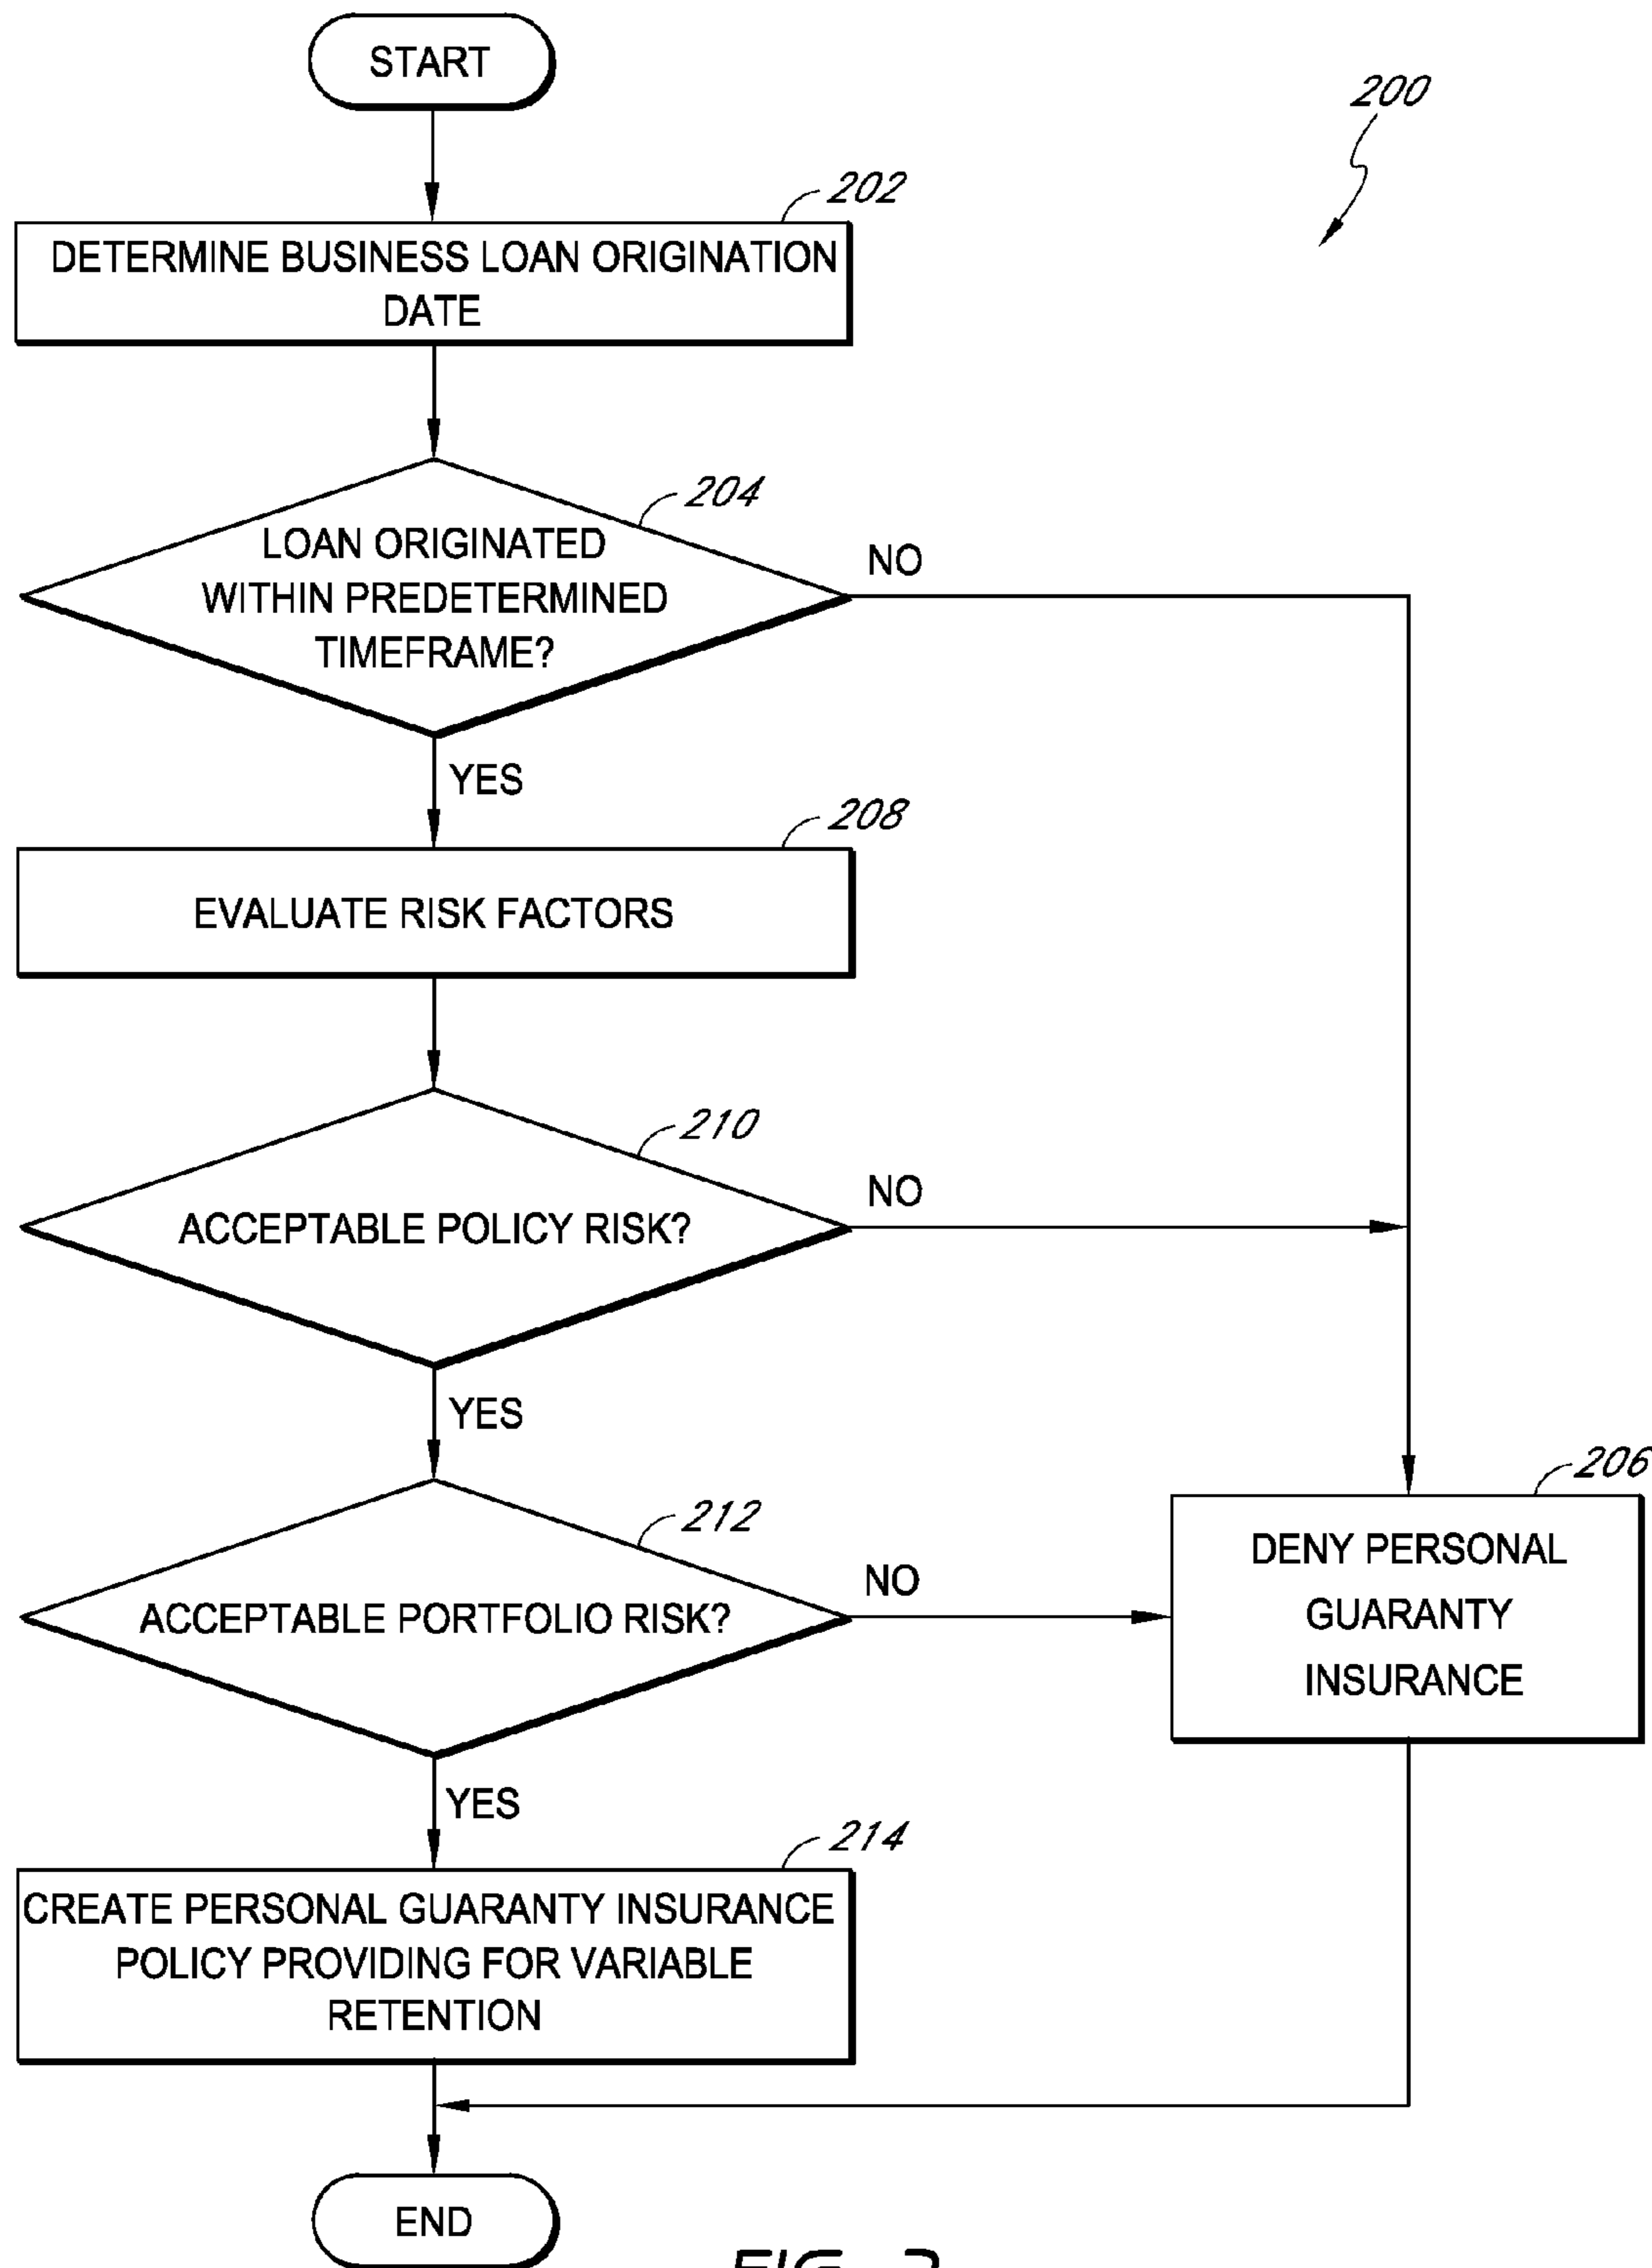 START
200
202
DETERMINE BUSINESS LOAN ORIGINATION
DATE
204
LOAN ORIGINATED
WITHIN PREDETERMINED
TIMEFRAME?
NO
YES
208
EVALUATE RISK FACTORS
210
ACCEPTABLE POLICY RISK?
NO
YES
206
DENY PERSONAL
GUARANTY
INSURANCE
212
ACCEPTABLE PORTFOLIO RISK?
NO
YES
214
CREATE PERSONAL GUARANTY INSURANCE
POLICY PROVIDING FOR VARIABLE
RETENTION
END
FIG.